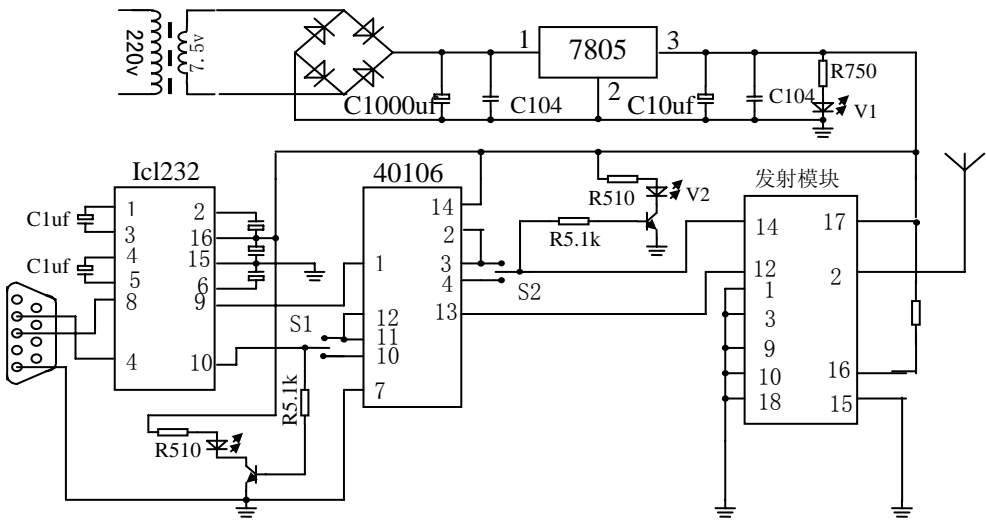 220v
7.5v
1
7805
3
2
C1000uf
C104
C10uf
C104
R750
V1
Icl232
40106
发射模块
C1uf
C1uf
1
3
4
5
8
4
2
16
15
6
9
10
S1
R5.1k
R510
1
12
11
10
7
14
2
3
4
13
S2
R5.1k
R510
V2
14
12
1
3
9
10
18
17
2
16
15